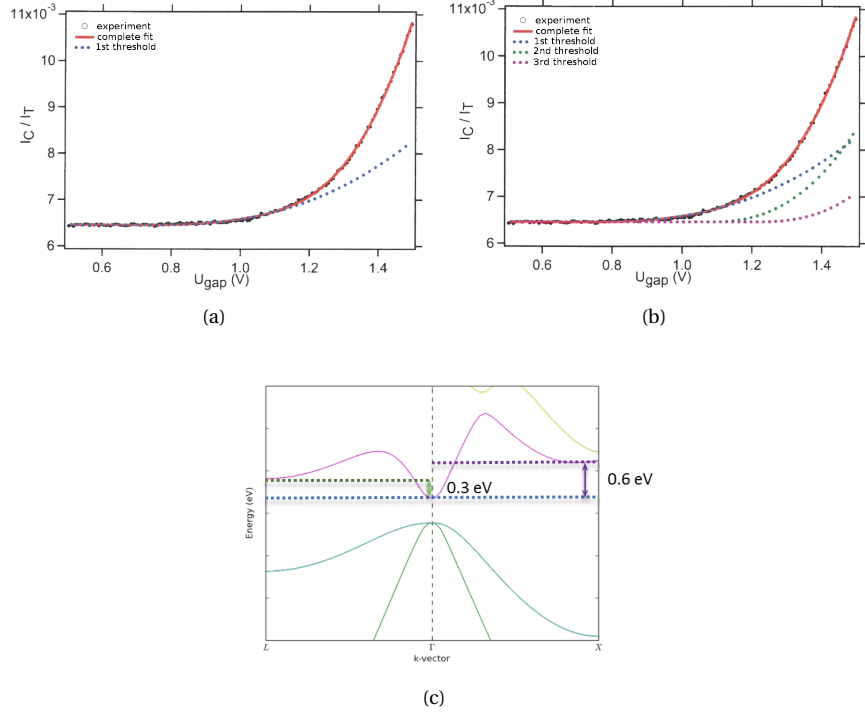 11x10⁻³
10
9
8
7
6
I_C / I_T
experiment
complete fit
1st threshold
0.6 0.8 1.0 1.2 1.4
U_gap (V)
(a)
11x10⁻³
10
9
8
7
6
I_C / I_T
experiment
complete fit
1st threshold
2nd threshold
3rd threshold
0.6 0.8 1.0 1.2 1.4
U_gap (V)
(b)
Energy (eV)
0.3 eV
0.6 eV
L Γ X
k-vector
(c)